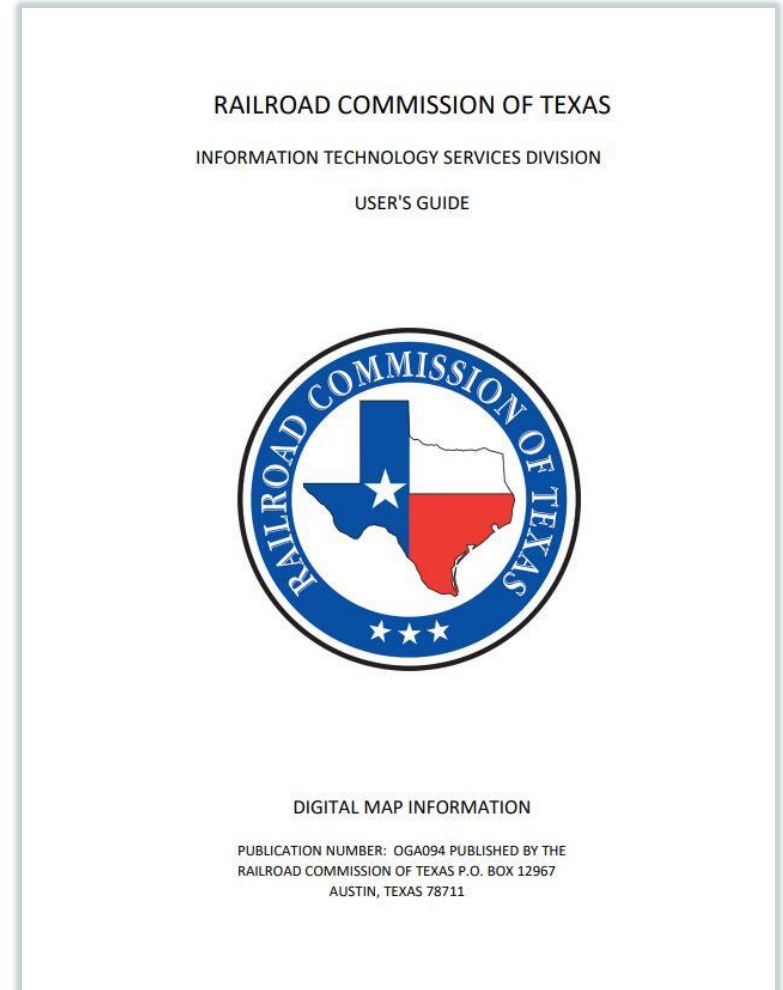 RAILROAD COMMISSION OF TEXAS
INFORMATION TECHNOLOGY SERVICES DIVISION
USER'S GUIDE
RAILROAD COMMISSION OF TEXAS
DIGITAL MAP INFORMATION
PUBLICATION NUMBER: OGA094 PUBLISHED BY THE
RAILROAD COMMISSION OF TEXAS P.O. BOX 12967
AUSTIN, TEXAS 78711